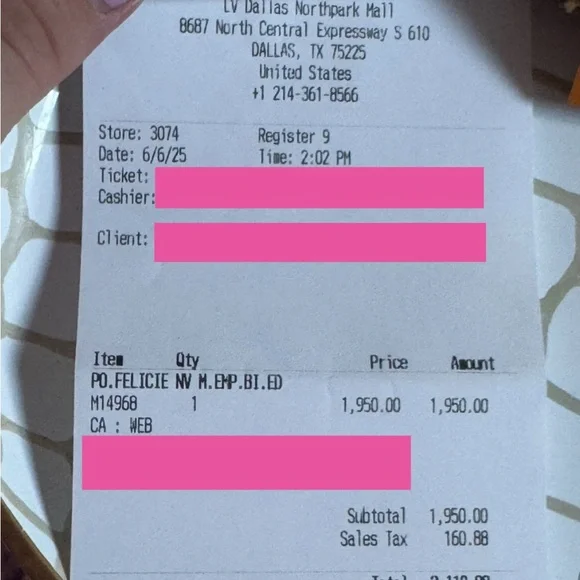 LV Dallas Northpark Mall
8687 North Central Expressway S 610
DALLAS, TX 75225
United States
+1 214-361-8566
Store: 3074 Register 9
Date: 6/6/25 Time: 2:02 PM
Ticket:
Cashier:
Client:
Item Qty Price Amount
PO.FELICIE NV M.EMP.BI.ED
M14968 1 1,950.00 1,950.00
CA : WEB
Subtotal 1,950.00
Sales Tax 160.88